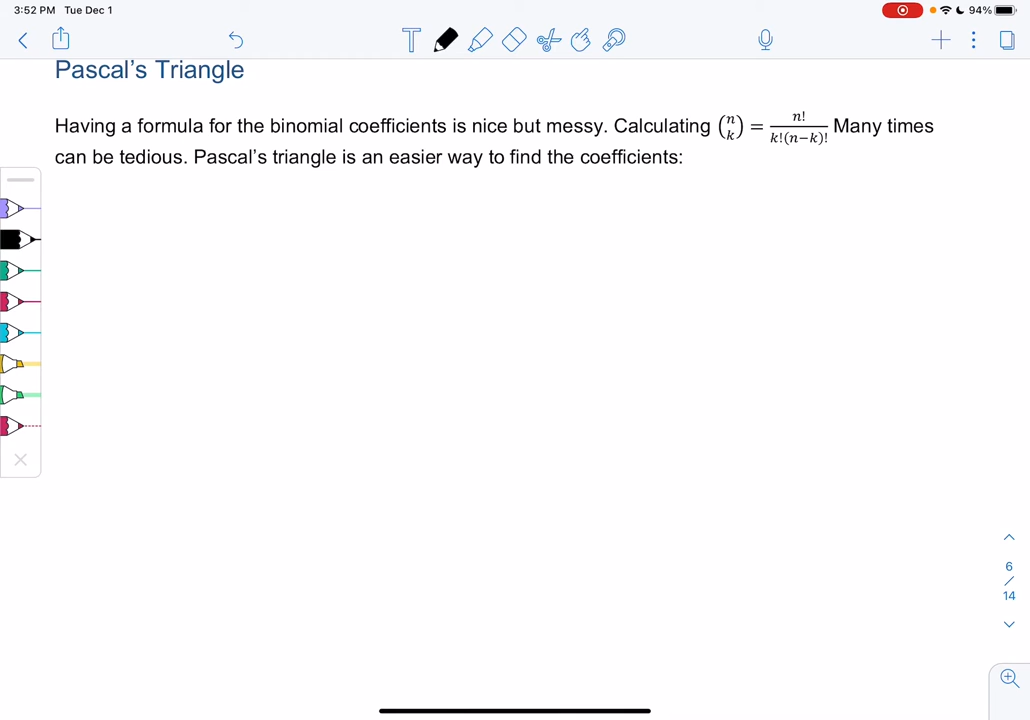 3:52 PM Tue Dec 1
94%
Pascal's Triangle
Having a formula for the binomial coefficients is nice but messy. Calculating (n k) = n!/k!(n−k)! Many times
can be tedious. Pascal's triangle is an easier way to find the coefficients:
6
/
14